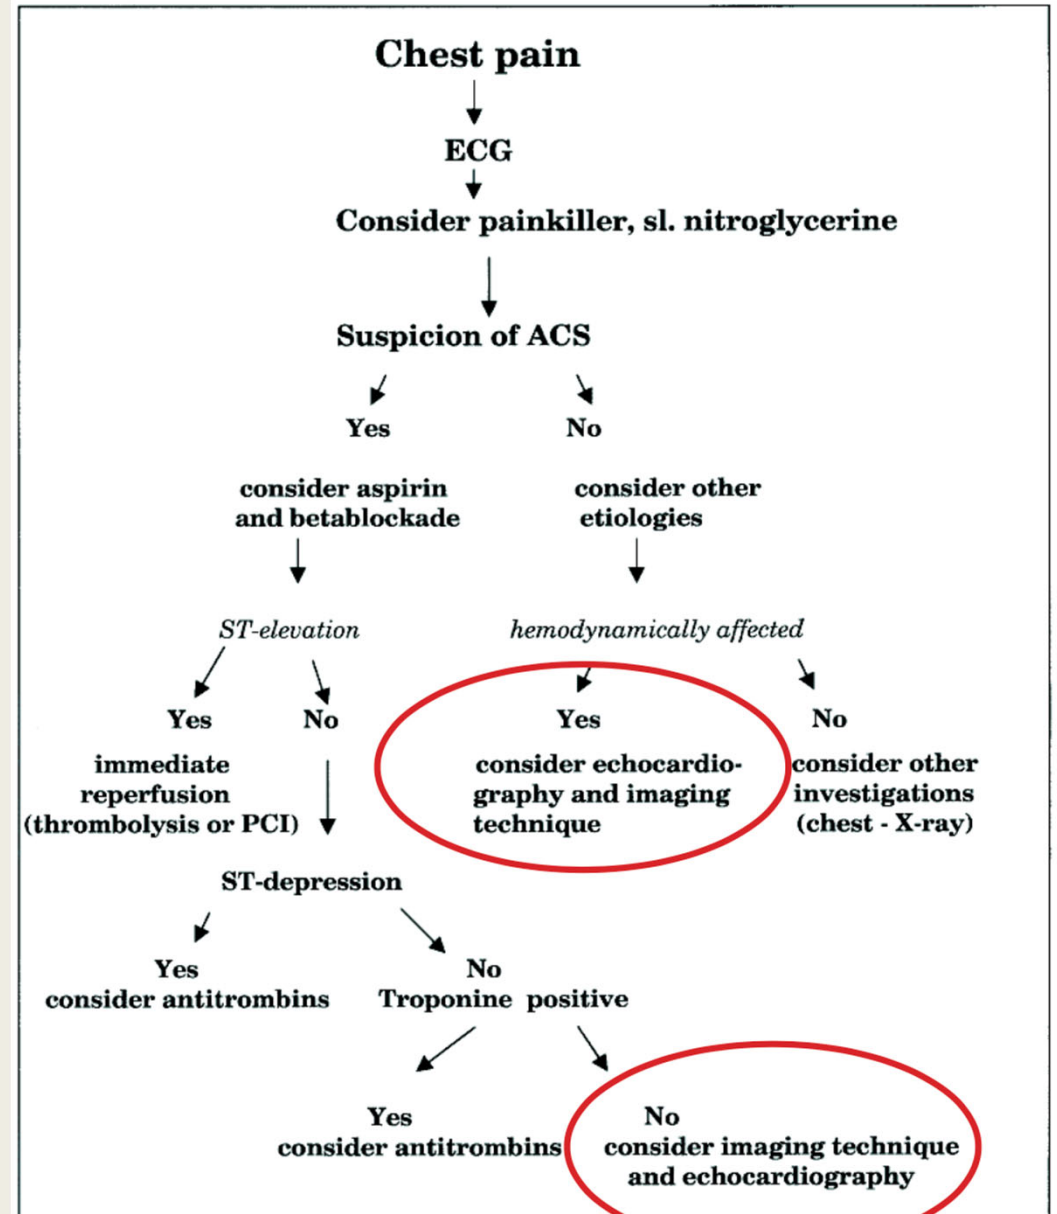 Chest pain
ECG
Consider painkiller, sl. nitroglycerine
Suspicion of ACS
Yes
No
consider aspirin
and betablockade
consider other
etiologies
ST-elevation
hemodynamically affected
Yes
No
Yes
No
immediate
reperfusion
(thrombolysis or PCI)
consider echocardio-
graphy and imaging
technique
consider other
investigations
(chest - X-ray)
ST-depression
Yes
consider antitrombins
No
Troponine positive
Yes
consider antitrombins
No
consider imaging technique
and echocardiography